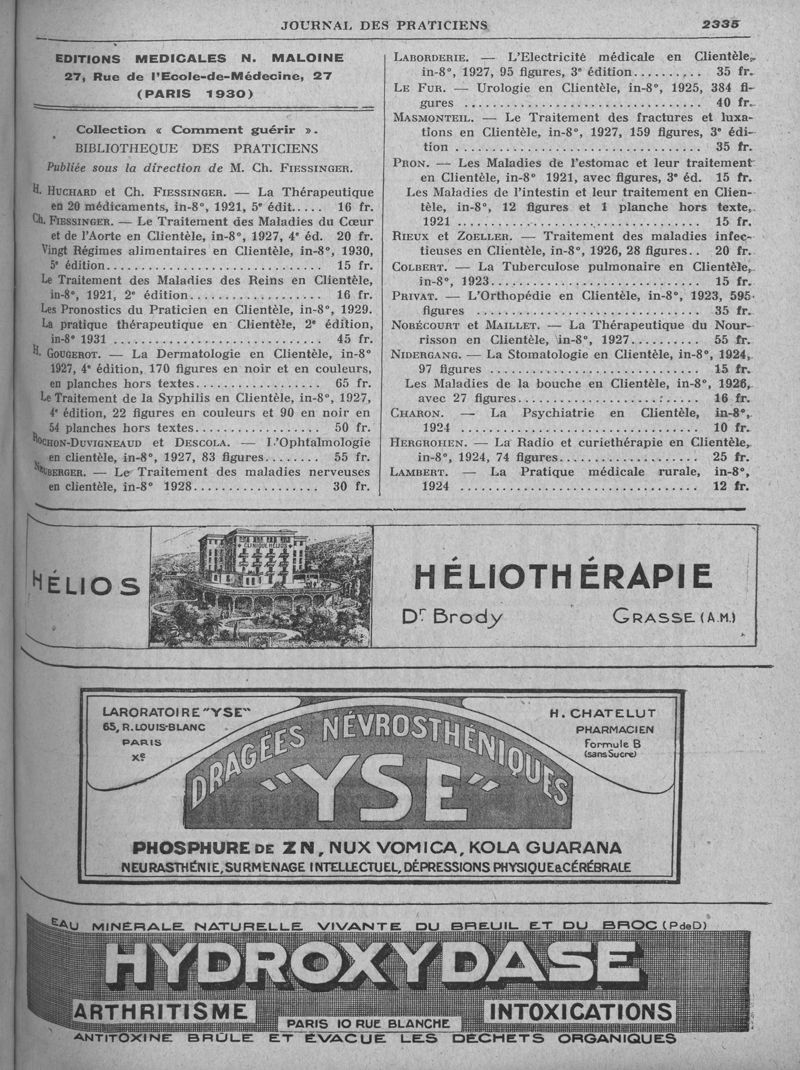 JOURNAL DES PRATICIENS 2335
EDITIONS MEDICALES N. MALOINE
27, Rue de l'Ecole-de-Médecine, 27
(PARIS 1930)
Collection « Comment guérir ».
BIBLIOTHEQUE DES PRATICIENS
Publiée sous la direction de M. Ch. FIESSINGER.
H. HUCHARD et Ch. FIESSINGER. — La Thérapeutique
en 20 médicaments, in-8°, 1921, 5e édit..... 16 fr.
Ch. FIESSINGER. — Le Traitement des Maladies du Cœur
et de l'Aorte en Clientèle, in-8°, 1927, 4e éd. 20 fr.
Vingt Régimes alimentaires en Clientèle, in-8°, 1930,
5e édition............................... 15 fr.
Le Traitement des Maladies des Reins en Clientèle,
in-8°, 1921, 2e édition................... 16 fr.
Les Pronostics du Praticien en Clientèle, in-8°, 1929.
La pratique thérapeutique en Clientèle, 2e édition,
in-8° 1931 .............................. 45 fr.
H. GOUGEROT. — La Dermatologie en Clientèle, in-8°
1927, 4e édition, 170 figures en noir et en couleurs,
en planches hors textes.................. 65 fr.
Le Traitement de la Syphilis en Clientèle, in-8°, 1927,
4e édition, 22 figures en couleurs et 90 en noir en
54 planches hors textes.................. 50 fr.
ROCHON-DUVIGNEAUD et DESCOLA. — L'Ophtalmologie
en clientèle, in-8°, 1927, 83 figures........ 55 fr.
NEUBERGER. — Le Traitement des maladies nerveuses
en clientèle, in-8° 1928.................. 30 fr.
LABORDERIE. — L'Electricité médicale en Clientèle,
in-8°, 1927, 95 figures, 3e édition.......... 35 fr.
LE FUR. — Urologie en Clientèle, in-8°, 1925, 384 fi-
gures .................................. 40 fr.
MASMONTEIL. — Le Traitement des fractures et luxa-
tions en Clientèle, in-8°, 1927, 159 figures, 3e édi-
tion ................................... 35 fr.
PRON. — Les Maladies de l'estomac et leur traitement
en Clientèle, in-8° 1921, avec figures, 3e éd. 15 fr.
Les Maladies de l'intestin et leur traitement en Clien-
tèle, in-8°, 12 figures et 1 planche hors texte,
1921 ................................... 15 fr.
RIEUX et ZOELLER. — Traitement des maladies infec-
tieuses en Clientèle, in-8°, 1926, 28 figures.. 20 fr.
COLBERT. — La Tuberculose pulmonaire en Clientèle,
in-8°, 1923.............................. 15 fr.
PRIVAT. — L'Orthopédie en Clientèle, in-8°, 1923, 595
figures ................................ 35 fr.
NOBÉCOURT et MAILLET. — La Thérapeutique du Nour-
risson en Clientèle, in-8°, 1927.......... 55 fr.
NIDERGANG. — La Stomatologie en Clientèle, in-8°, 1924,
97 figures .............................. 15 fr.
Les Maladies de la bouche en Clientèle, in-8°, 1926,
avec 27 figures.......................... 16 fr.
CHARON. — La Psychiatrie en Clientèle, in-8°,
1924 ................................... 10 fr.
HERGROHEN. — La Radio et curiethérapie en Clientèle,
in-8°, 1924, 74 figures.................... 25 fr.
LAMBERT. — La Pratique médicale rurale, in-8°,
1924 ................................... 12 fr.
HÉLIOS
CLINIQUE HÉLIOS
HÉLIOTHÉRAPIE
Dr Brody GRASSE (A.M.)
LARORATOIRE "YSE"
65, R. LOUIS-BLANC
PARIS
Xe
H. CHATELUT
PHARMACIEN
Formule B
(sans Sucre)
DRAGÉES NÉVROSTHÉNIQUES
"YSE"
PHOSPHURE DE ZN, NUX VOMICA, KOLA GUARANA
NEURASTHÉNIE, SURMENAGE INTELLECTUEL, DÉPRESSIONS PHYSIQUE & CÉRÉBRALE
EAU MINÉRALE NATURELLE VIVANTE DU BREUIL ET DU BROC (P de D)
HYDROXYDASE
ARTHRITISME INTOXICATIONS
PARIS 10 RUE BLANCHE
ANTITOXINE BRÛLE ET ÉVACUE LES DÉCHETS ORGANIQUES